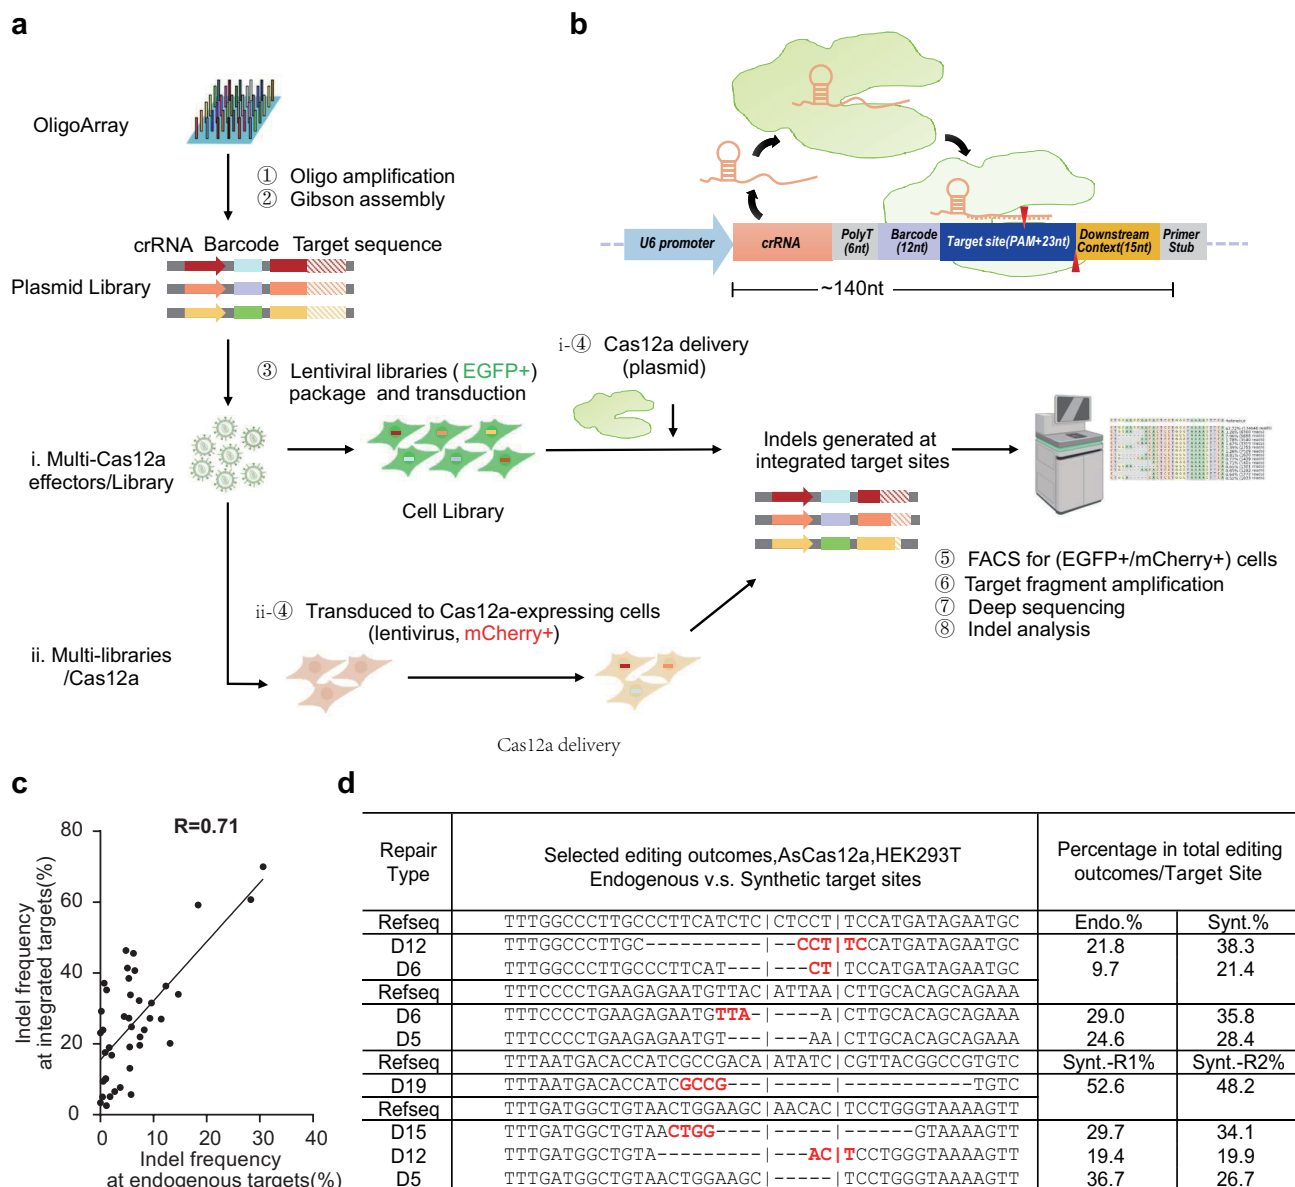 a
OligoArray
① Oligo amplification
② Gibson assembly
crRNA Barcode Target sequence
Plasmid Library
③ Lentiviral libraries (EGFP+)
package and transduction
i-④ Cas12a delivery
(plasmid)
i. Multi-Cas12a
effectors/Library
Cell Library
Indels generated at
integrated target sites
⑤ FACS for (EGFP+/mCherry+) cells
⑥ Target fragment amplification
⑦ Deep sequencing
⑧ Indel analysis
ii-④ Transduced to Cas12a-expressing cells
(lentivirus, mCherry+)
ii. Multi-libraries
/Cas12a
Cas12a delivery
b
U6 promoter
crRNA
PolyT
(6nt)
Barcode
(12nt)
Target site(PAM+23nt)
Downstream
Context(15nt)
Primer
Stub
~140nt
c
R=0.71
Indel frequency
at integrated targets(%)
80
60
40
20
0
0 10 20 30 40
Indel frequency
at endogenous targets(%)
d
Repair
Type
Selected editing outcomes,AsCas12a,HEK293T
Endogenous v.s. Synthetic target sites
Percentage in total editing
outcomes/Target Site
Refseq TTTGGCCCTTGCCCTTCATCTC|CTCCT|TCCATGATAGAATGC Endo.% Synt.%
D12 TTTGGCCCTTGC----------|--CCT|TCCATGATAGAATGC 21.8 38.3
D6 TTTGGCCCTTGCCCTTCAT---|---CT|TCCATGATAGAATGC 9.7 21.4
Refseq TTTCCCCTGAAGAGAATGTTAC|ATTAA|CTTGCACAGCAGAAA
D6 TTTCCCCTGAAGAGAATGTTA-|----A|CTTGCACAGCAGAAA 29.0 35.8
D5 TTTCCCCTGAAGAGAATGT---|---AA|CTTGCACAGCAGAAA 24.6 28.4
Refseq TTTAATGACACCATCGCCGACA|ATATC|CGTTACGGCCGTGTC Synt.-R1% Synt.-R2%
D19 TTTAATGACACCATCGCCG---|-----|-----------TGTC 52.6 48.2
Refseq TTTGATGGCTGTAACTGGAAGC|AACAC|TCCTGGGTAAAAGTT
D15 TTTGATGGCTGTAACTGG----|-----|------GTAAAAGTT 29.7 34.1
D12 TTTGATGGCTGTA---------|---AC|TCCTGGGTAAAAGTT 19.4 19.9
D5 TTTGATGGCTGTAACTGGAAGC|-----|TCCTGGGTAAAAGTT 36.7 26.7